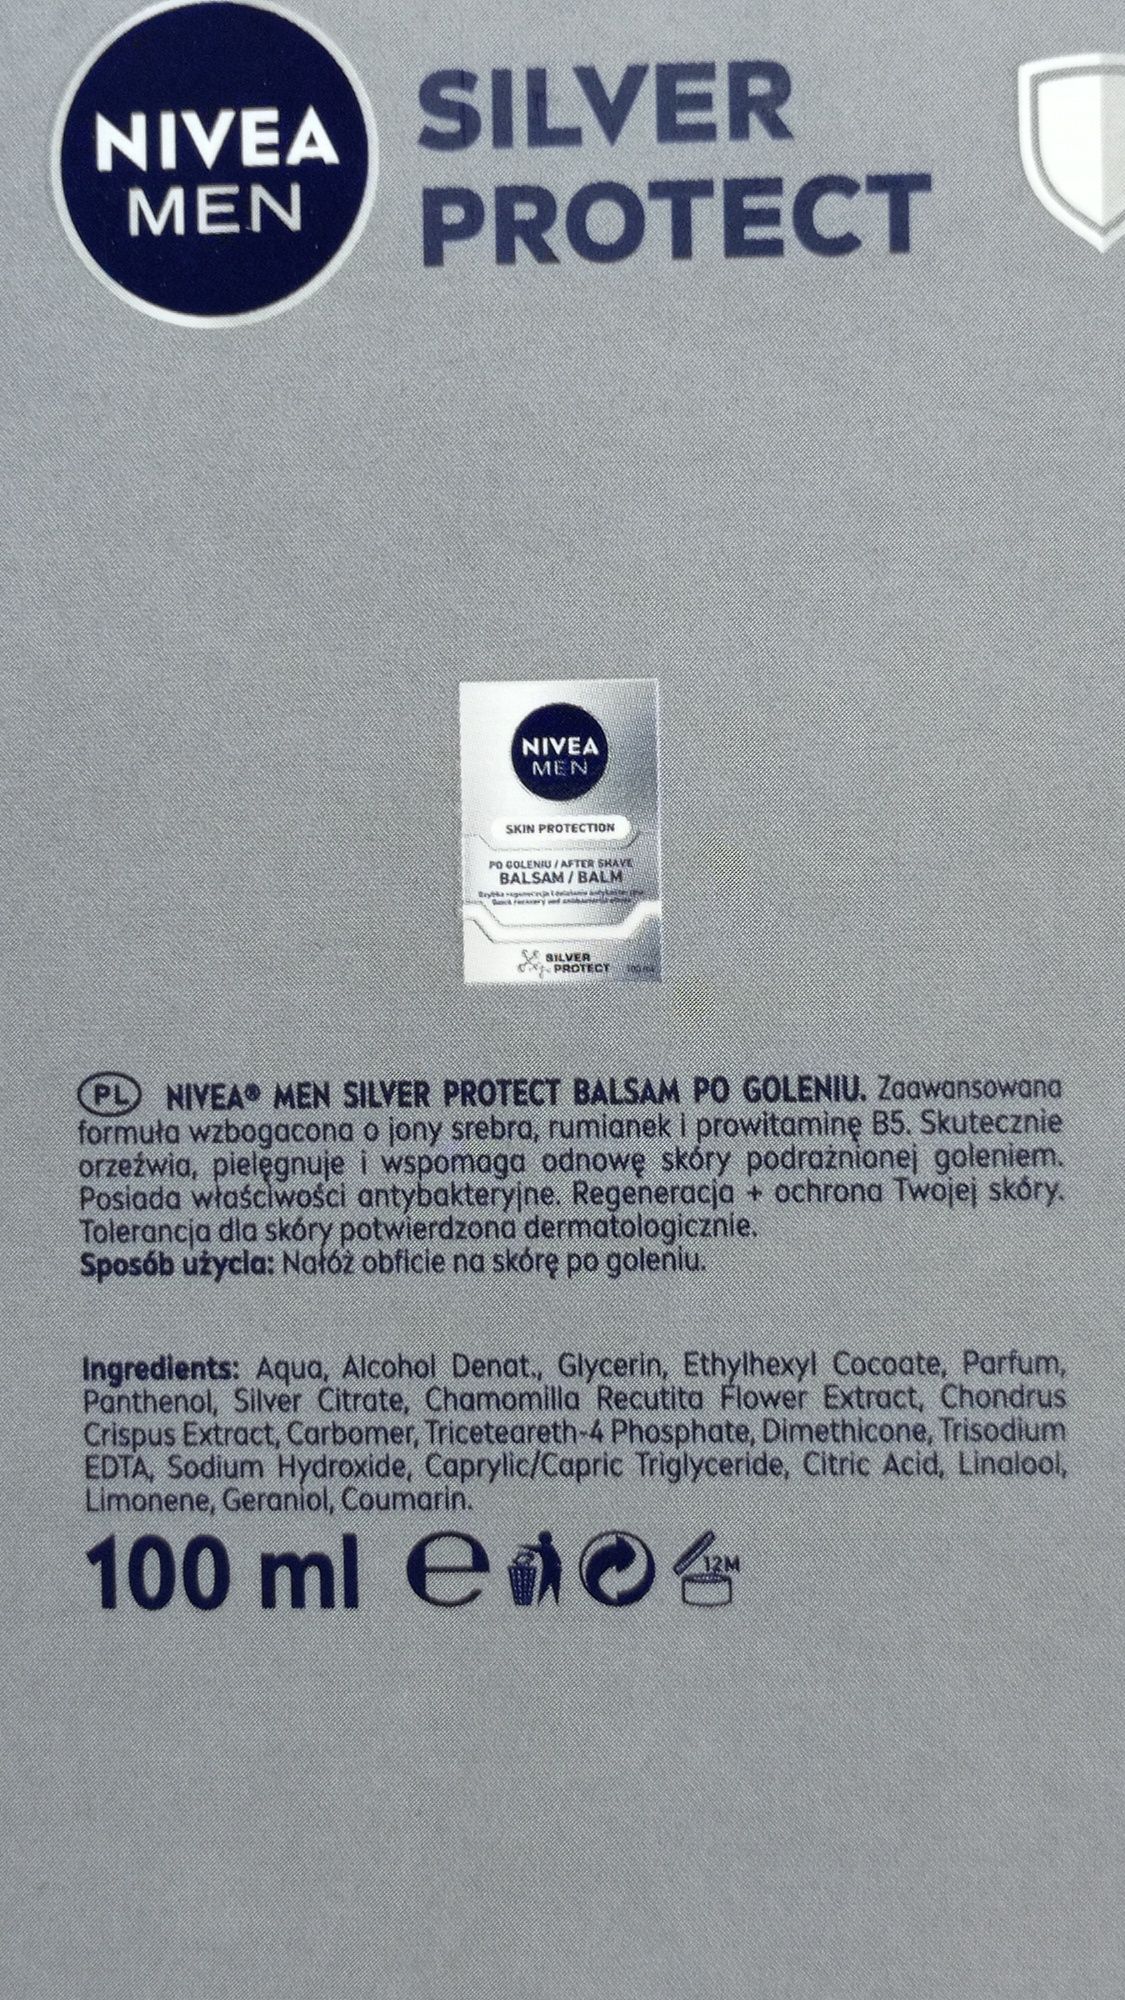 NIVEA
MEN
SILVER
PROTECT
NIVEA
MEN
SKIN PROTECTION
PO GOLENIU / AFTER SHAVE
BALSAM / BALM
SILVER
PROTECT
100 ml
PL NIVEA® MEN SILVER PROTECT BALSAM PO GOLENIU. Zaawansowana
formuła wzbogacona o jony srebra, rumianek i prowitaminę B5. Skutecznie
orzeźwia, pielęgnuje i wspomaga odnowę skóry podrażnionej goleniem.
Posiada właściwości antybakteryjne. Regeneracja + ochrona Twojej skóry.
Tolerancja dla skóry potwierdzona dermatologicznie.
Sposób użycia: Nałóż obficie na skórę po goleniu.
Ingredients: Aqua, Alcohol Denat., Glycerin, Ethylhexyl Cocoate, Parfum,
Panthenol, Silver Citrate, Chamomilla Recutita Flower Extract, Chondrus
Crispus Extract, Carbomer, Triceteareth-4 Phosphate, Dimethicone, Trisodium
EDTA, Sodium Hydroxide, Caprylic/Capric Triglyceride, Citric Acid, Linalool,
Limonene, Geraniol, Coumarin.
100 ml e 12M